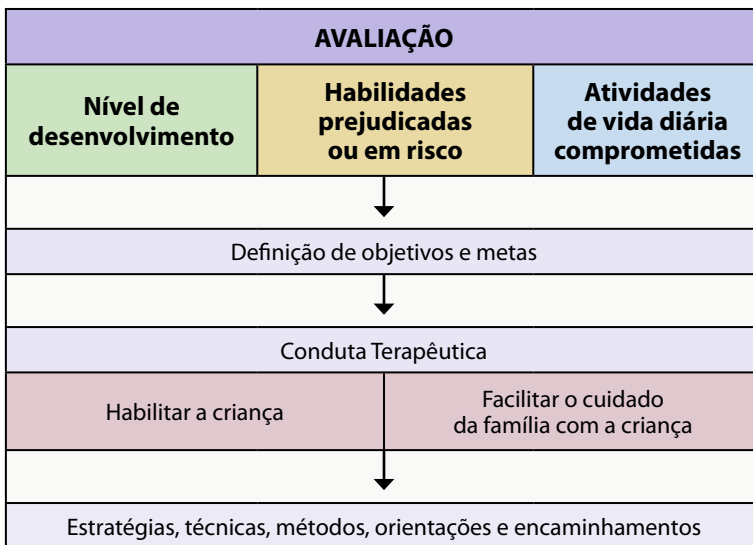 AVALIAÇÃO
Nível de
desenvolvimento
Habilidades
prejudicadas
ou em risco
Atividades
de vida diária
comprometidas
Definição de objetivos e metas
Conduta Terapêutica
Habilitar a criança
Facilitar o cuidado
da família com a criança
Estratégias, técnicas, métodos, orientações e encaminhamentos